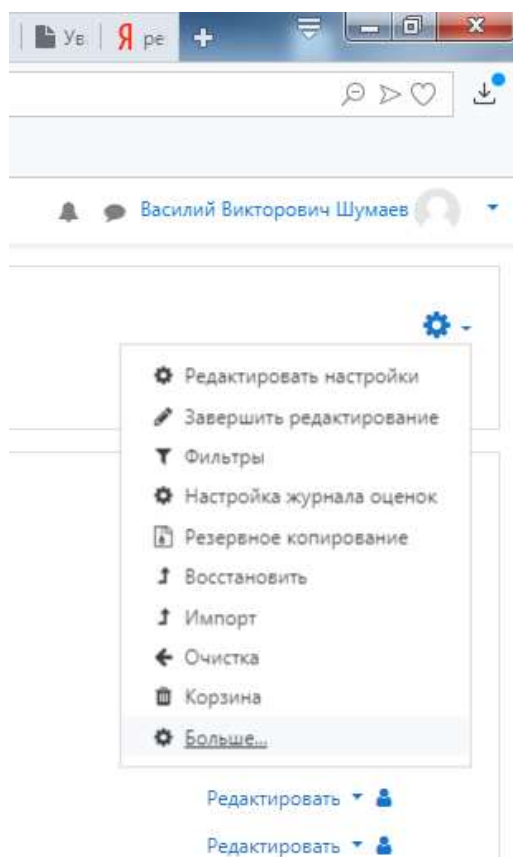 Ув
Я ре
Василий Викторович Шумаев
Редактировать настройки
Завершить редактирование
Фильтры
Настройка журнала оценок
Резервное копирование
Восстановить
Импорт
Очистка
Корзина
Больше...
Редактировать
Редактировать